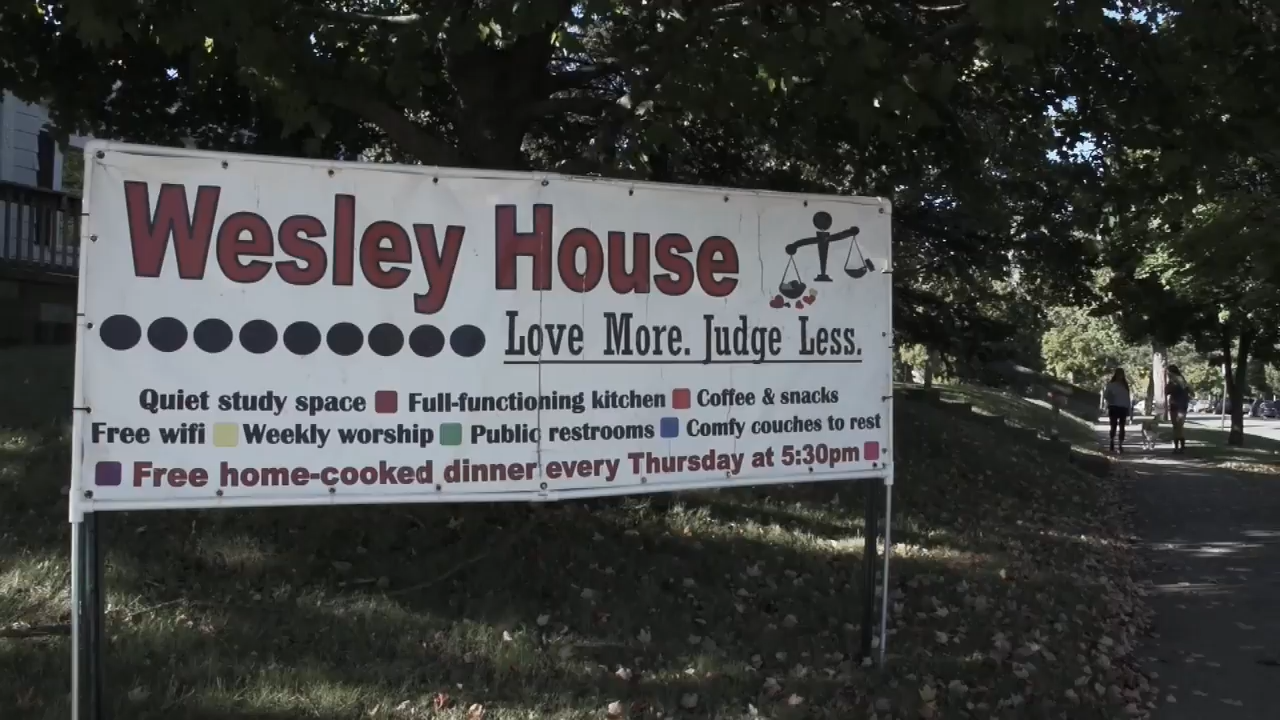 Wesley House
Love More. Judge Less.
Quiet study space Full-functioning kitchen Coffee & snacks
Free wifi Weekly worship Public restrooms Comfy couches to rest
Free home-cooked dinner every Thursday at 5:30pm